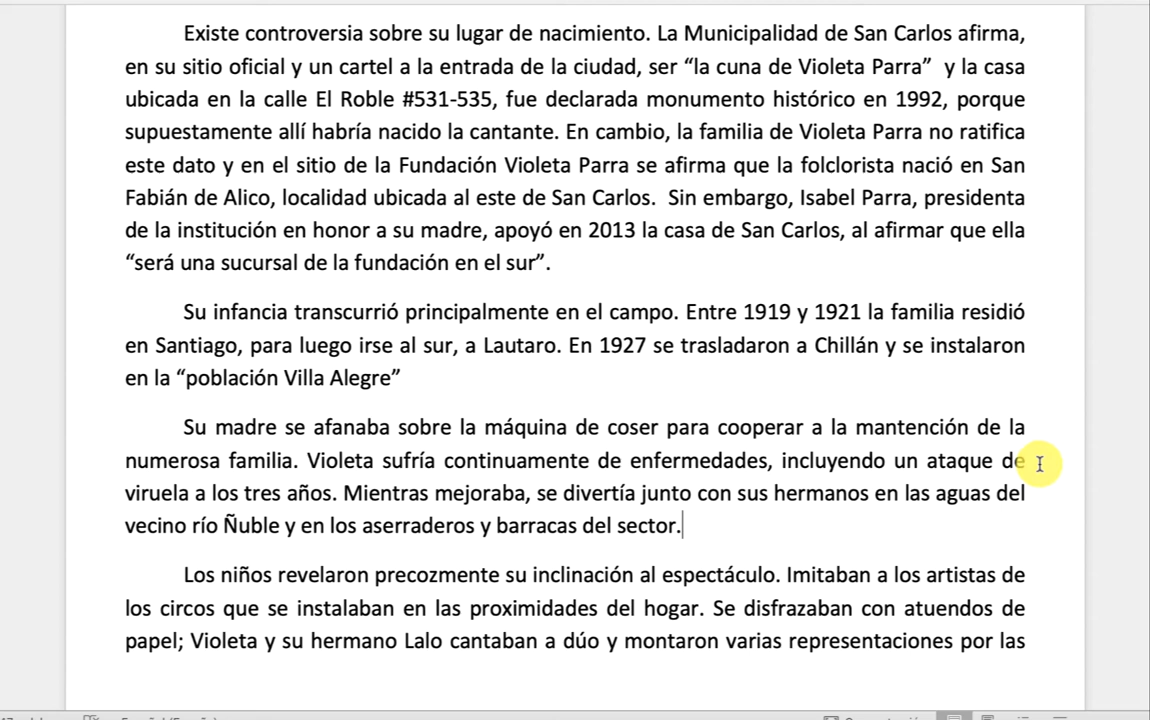 Existe controversia sobre su lugar de nacimiento. La Municipalidad de San Carlos afirma,
en su sitio oficial y un cartel a la entrada de la ciudad, ser “la cuna de Violeta Parra”  y la casa
ubicada en la calle El Roble #531-535, fue declarada monumento histórico en 1992, porque
supuestamente allí habría nacido la cantante. En cambio, la familia de Violeta Parra no ratifica
este dato y en el sitio de la Fundación Violeta Parra se afirma que la folclorista nació en San
Fabián de Alico, localidad ubicada al este de San Carlos.  Sin embargo, Isabel Parra, presidenta
de la institución en honor a su madre, apoyó en 2013 la casa de San Carlos, al afirmar que ella
“será una sucursal de la fundación en el sur”.
Su infancia transcurrió principalmente en el campo. Entre 1919 y 1921 la familia residió
en Santiago, para luego irse al sur, a Lautaro. En 1927 se trasladaron a Chillán y se instalaron
en la “población Villa Alegre”
Su madre se afanaba sobre la máquina de coser para cooperar a la mantención de la
numerosa familia. Violeta sufría continuamente de enfermedades, incluyendo un ataque de
viruela a los tres años. Mientras mejoraba, se divertía junto con sus hermanos en las aguas del
vecino río Ñuble y en los aserraderos y barracas del sector.
Los niños revelaron precozmente su inclinación al espectáculo. Imitaban a los artistas de
los circos que se instalaban en las proximidades del hogar. Se disfrazaban con atuendos de
papel; Violeta y su hermano Lalo cantaban a dúo y montaron varias representaciones por las